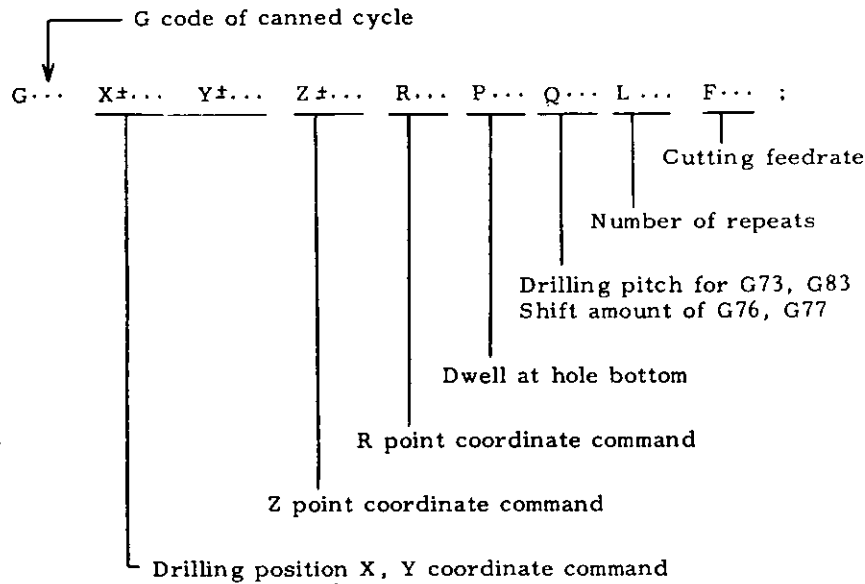 G code of canned cycle
G··· X±... Y±... Z±... R... P... Q... L ... F... ;
Cutting feedrate
Number of repeats
Drilling pitch for G73, G83
Shift amount of G76, G77
Dwell at hole bottom
R point coordinate command
Z point coordinate command
Drilling position X, Y coordinate command